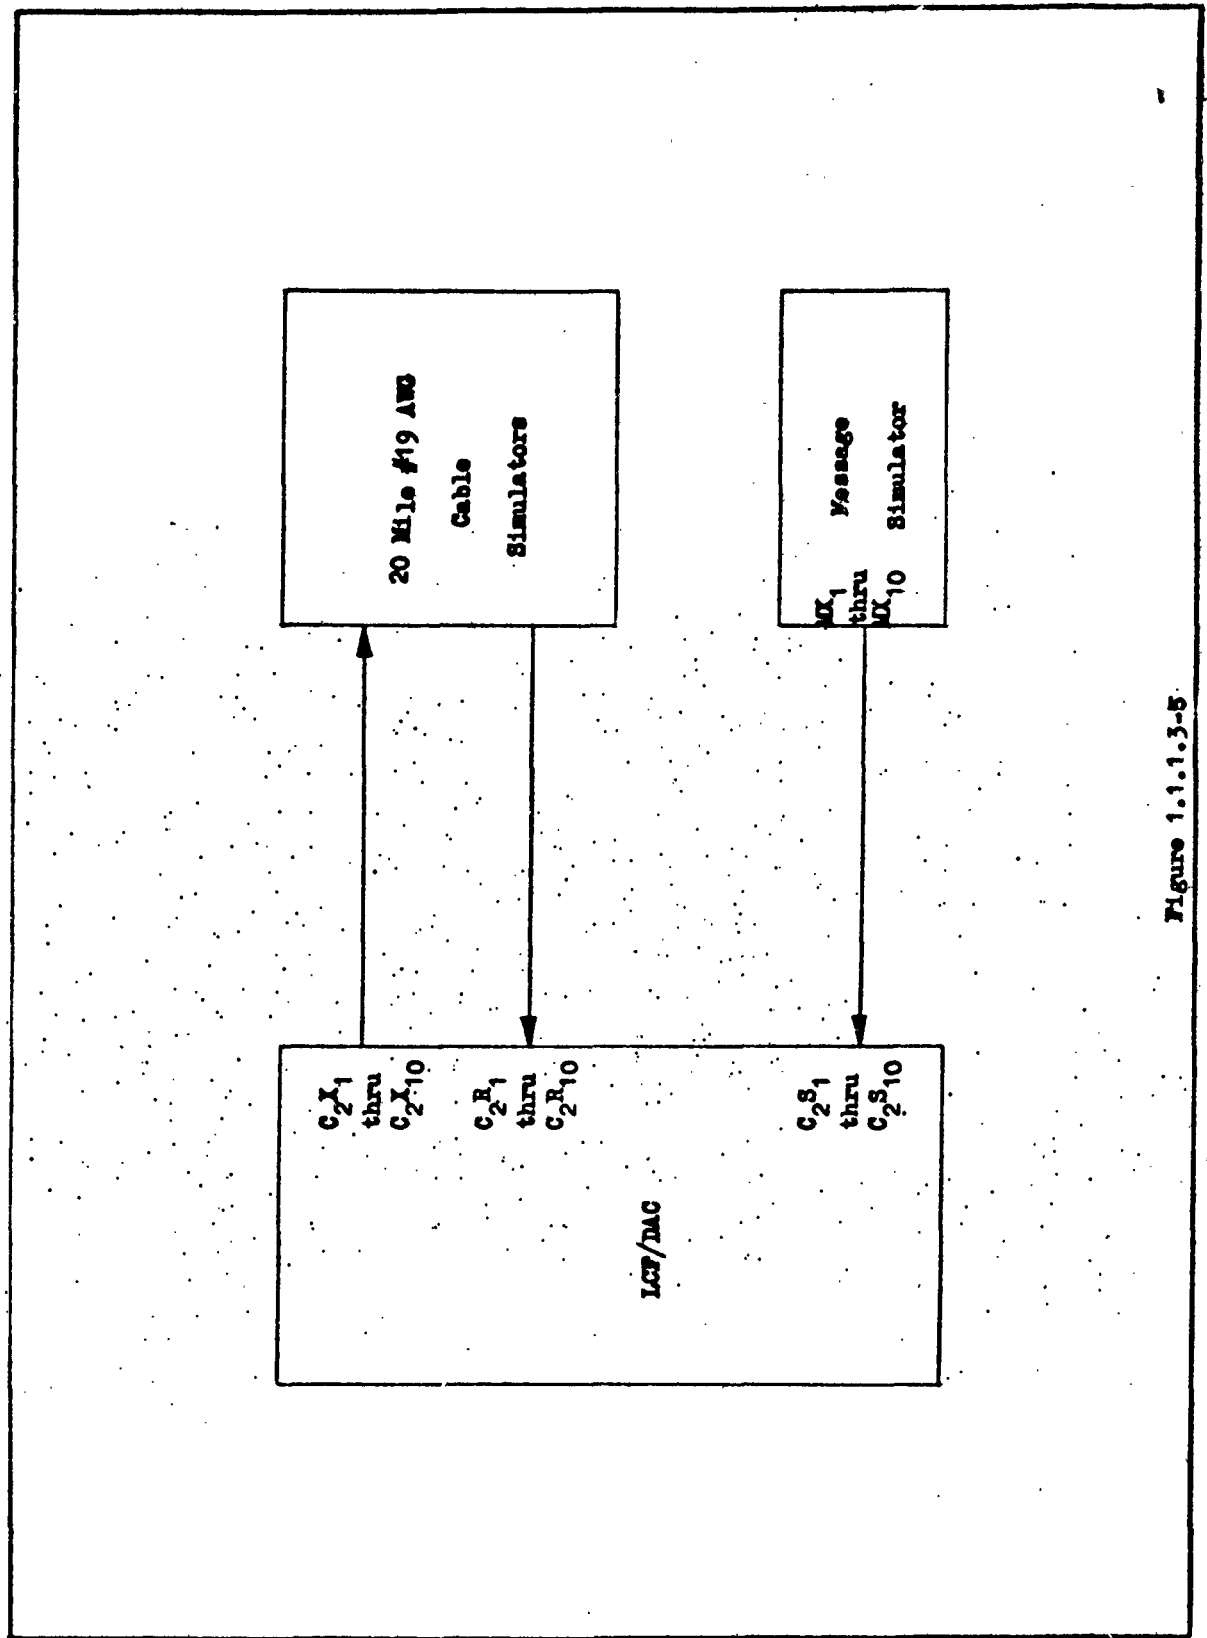 20 Mile #19 AWG
Cable
Simulators
Message
Simulator
MX1
thru
MX10
C2X1
thru
C2X10
C2R1
thru
C2R10
C2S1
thru
C2S10
LCF/DAC
Figure 1.1.1.3-5